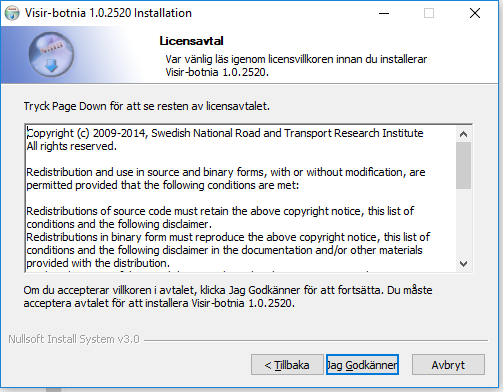 Visir-botnia 1.0.2520 Installation
Licensavtal
Var vänlig läs igenom licensvillkoren innan du installerar
Visir-botnia 1.0.2520.
Tryck Page Down för att se resten av licensavtalet.
Copyright (c) 2009-2014, Swedish National Road and Transport Research Institute
All rights reserved.
Redistribution and use in source and binary forms, with or without modification, are
permitted provided that the following conditions are met:
Redistributions of source code must retain the above copyright notice, this list of
conditions and the following disclaimer.
Redistributions in binary form must reproduce the above copyright notice, this list of
conditions and the following disclaimer in the documentation and/or other materials
provided with the distribution.
Om du accepterar villkoren i avtalet, klicka Jag Godkänner för att fortsätta. Du måste
acceptera avtalet för att installera Visir-botnia 1.0.2520.
Nullsoft Install System v3.0
< Tillbaka
Jag Godkänner
Avbryt